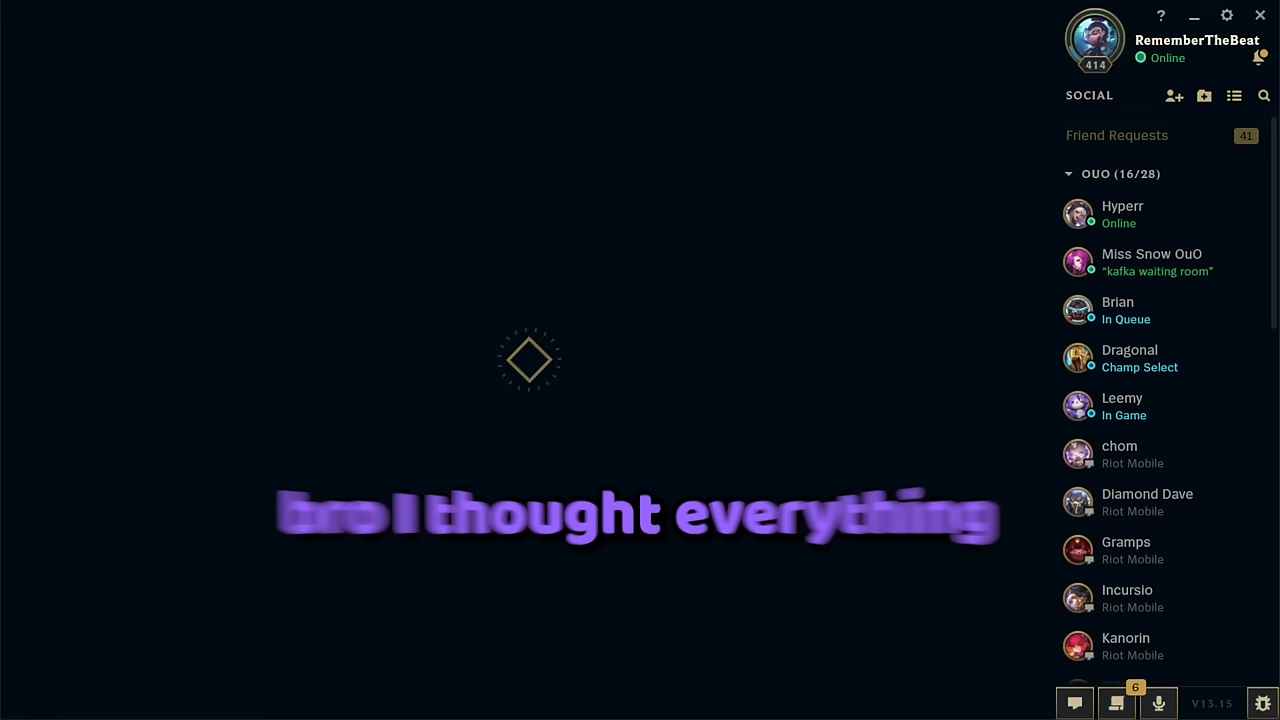 ?
RememberTheBeat
414
Online
SOCIAL
Friend Requests
41
OUO (16/28)
Hyperr
Online
Miss Snow OuO
"kafka waiting room"
Brian
In Queue
Dragonal
Champ Select
Leemy
In Game
chom
Riot Mobile
Diamond Dave
Riot Mobile
Gramps
Riot Mobile
Incursio
Riot Mobile
Kanorin
Riot Mobile
bro I thought everything
6
V13.15